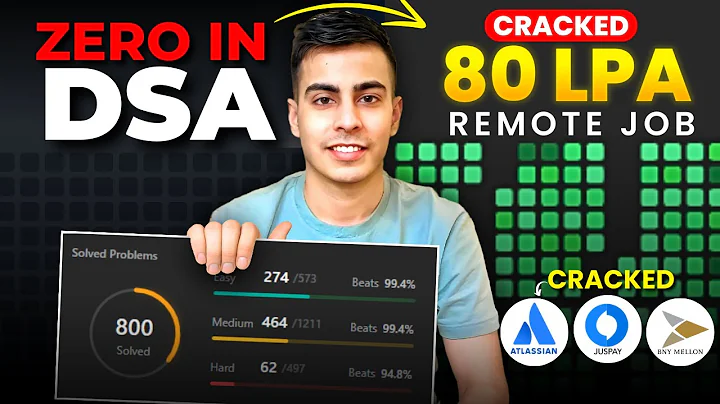 ZERO IN
DSA
CRACKED
80 LPA
REMOTE JOB
Solved Problems
800
Solved
Easy 274 /573 Beats 99.4%
Medium 464 /1211 Beats 99.4%
Hard 62 /497 Beats 94.8%
CRACKED
ATLASSIAN
JUSPAY
BNY MELLON